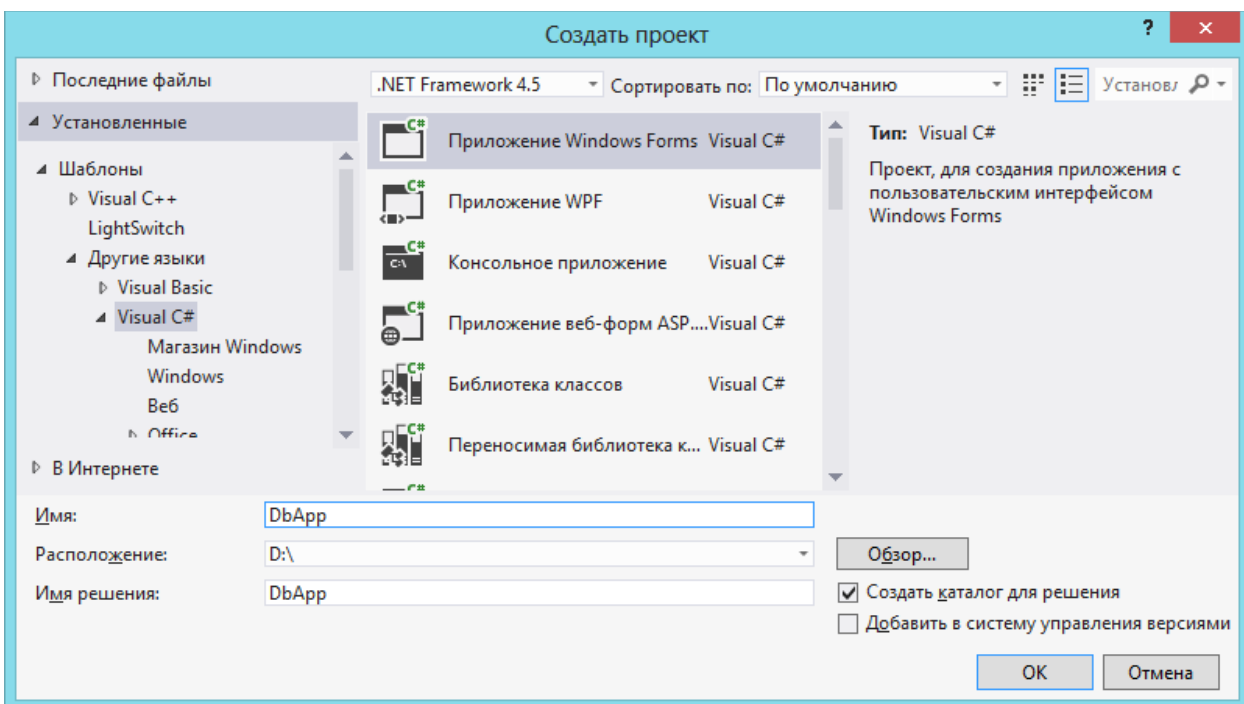 Создать проект
?
Последние файлы
Установленные
Шаблоны
Visual C++
LightSwitch
Другие языки
Visual Basic
Visual C#
Магазин Windows
Windows
Веб
Office
В Интернете
.NET Framework 4.5
Сортировать по: По умолчанию
Установл
Приложение Windows Forms Visual C#
Приложение WPF Visual C#
Консольное приложение Visual C#
Приложение веб-форм ASP....Visual C#
Библиотека классов Visual C#
Переносимая библиотека к... Visual C#
Тип: Visual C#
Проект, для создания приложения с
пользовательским интерфейсом
Windows Forms
Имя: DbApp
Расположение: D:\
Обзор...
Имя решения: DbApp
Создать каталог для решения
Добавить в систему управления версиями
ОК
Отмена